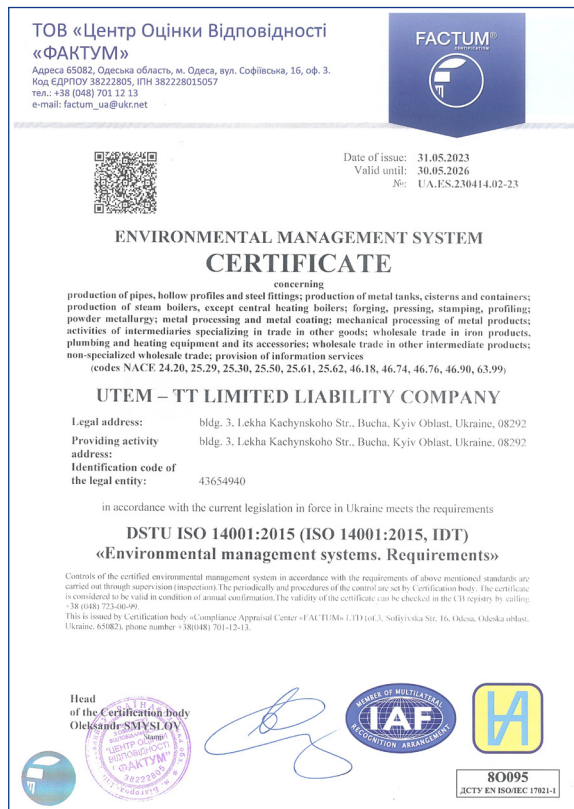 ТОВ «Центр Оцінки Відповідності
«ФАКТУМ»
Адреса 65082, Одеська область, м. Одеса, вул. Софіївська, 16, оф. 3.
Код ЄДРПОУ 38222805, ІПН 382228015057
тел.: +38 (048) 701 12 13
e-mail: factum_ua@ukr.net
FACTUM®
CERTIFICATION
Date of issue: 31.05.2023
Valid until: 30.05.2026
№: UA.ES.230414.02-23
ENVIRONMENTAL MANAGEMENT SYSTEM
CERTIFICATE
concerning
production of pipes, hollow profiles and steel fittings; production of metal tanks, cisterns and containers;
production of steam boilers, except central heating boilers; forging, pressing, stamping, profiling;
powder metallurgy; metal processing and metal coating; mechanical processing of metal products;
activities of intermediaries specializing in trade in other goods; wholesale trade in iron products,
plumbing and heating equipment and its accessories; wholesale trade in other intermediate products;
non-specialized wholesale trade; provision of information services
(codes NACE 24.20, 25.29, 25.30, 25.50, 25.61, 25.62, 46.18, 46.74, 46.76, 46.90, 63.99)
UTEM – TT LIMITED LIABILITY COMPANY
Legal address: bldg. 3, Lekha Kachynskoho Str., Bucha, Kyiv Oblast, Ukraine, 08292
Providing activity address: bldg. 3, Lekha Kachynskoho Str., Bucha, Kyiv Oblast, Ukraine, 08292
Identification code of
the legal entity: 43654940
in accordance with the current legislation in force in Ukraine meets the requirements
DSTU ISO 14001:2015 (ISO 14001:2015, IDT)
«Environmental management systems. Requirements»
Controls of the certified environmental management system in accordance with the requirements of above mentioned standards are
carried out through supervision (inspection).The periodically and procedures of the control are set by Certification body. The certificate
is considered to be valid in condition of annual confirmation.The validity of the certificate can be checked in the CB registry by calling
+38 (048) 723-00-99.
This is issued by Certification body «Compliance Appraisal Center «FACTUM» LTD (of.3, Sofiyivska Str. 16, Odesa, Odeska oblast,
Ukraine, 65082), phone number +38(048) 701-12-13.
Head
of the Certification body
Oleksandr SMYSLOV
Stamp
"ЦЕНТР ОЦІНКИ
ВІДПОВІДНОСТІ
"ФАКТУМ"
38222805
MEMBER OF MULTILATERAL
IAF
RECOGNITION ARRANGEMENT
8O095
ДСТУ EN ISO/IEC 17021-1